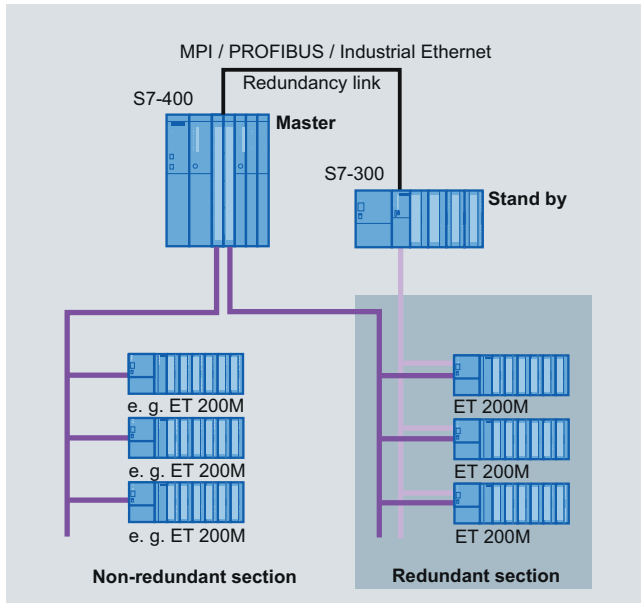 MPI / PROFIBUS / Industrial Ethernet
Redundancy link
S7-400
Master
S7-300
Stand by
e. g. ET 200M
ET 200M
e. g. ET 200M
ET 200M
e. g. ET 200M
ET 200M
Non-redundant section
Redundant section